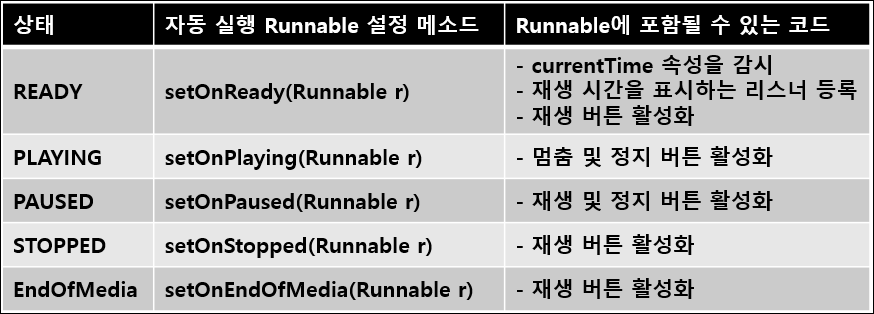 상태 자동 실행 Runnable 설정 메소드 Runnable에 포함될 수 있는 코드
READY setOnReady(Runnable r) - currentTime 속성을 감시
- 재생 시간을 표시하는 리스너 등록
- 재생 버튼 활성화
PLAYING setOnPlaying(Runnable r) - 멈춤 및 정지 버튼 활성화
PAUSED setOnPaused(Runnable r) - 재생 및 정지 버튼 활성화
STOPPED setOnStopped(Runnable r) - 재생 버튼 활성화
EndOfMedia setOnEndOfMedia(Runnable r) - 재생 버튼 활성화